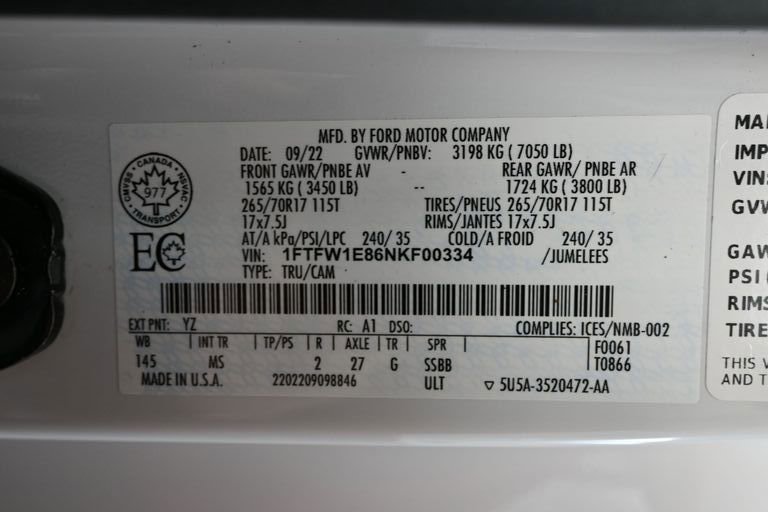 MFD. BY FORD MOTOR COMPANY
DATE: 09/22 GVWR/PNBV: 3198 KG ( 7050 LB)
FRONT GAWR/PNBE AV - REAR GAWR/ PNBE AR
1565 KG ( 3450 LB) -- 1724 KG ( 3800 LB)
265/70R17 115T TIRES/PNEUS 265/70R17 115T
17x7.5J RIMS/JANTES 17x7.5J
AT/A kPa/PSI/LPC 240/ 35 COLD/A FROID 240/ 35
VIN: 1FTFW1E86NKF00334 /JUMELEES
TYPE: TRU/CAM
CANADA
CMVSS 977 NSVAC
TRANSPORT
EC
EXT PNT: YZ RC: A1 DSO: COMPLIES: ICES/NMB-002
WB INT TR TP/PS R AXLE TR SPR F0061
145 MS 2 27 G SSBB T0866
MADE IN U.S.A. 2202209098846 ULT ▽ 5U5A-3520472-AA
MA
IMP
VIN:
GVW
GAW
PSI
RIMS
TIRE
THIS V
AND T